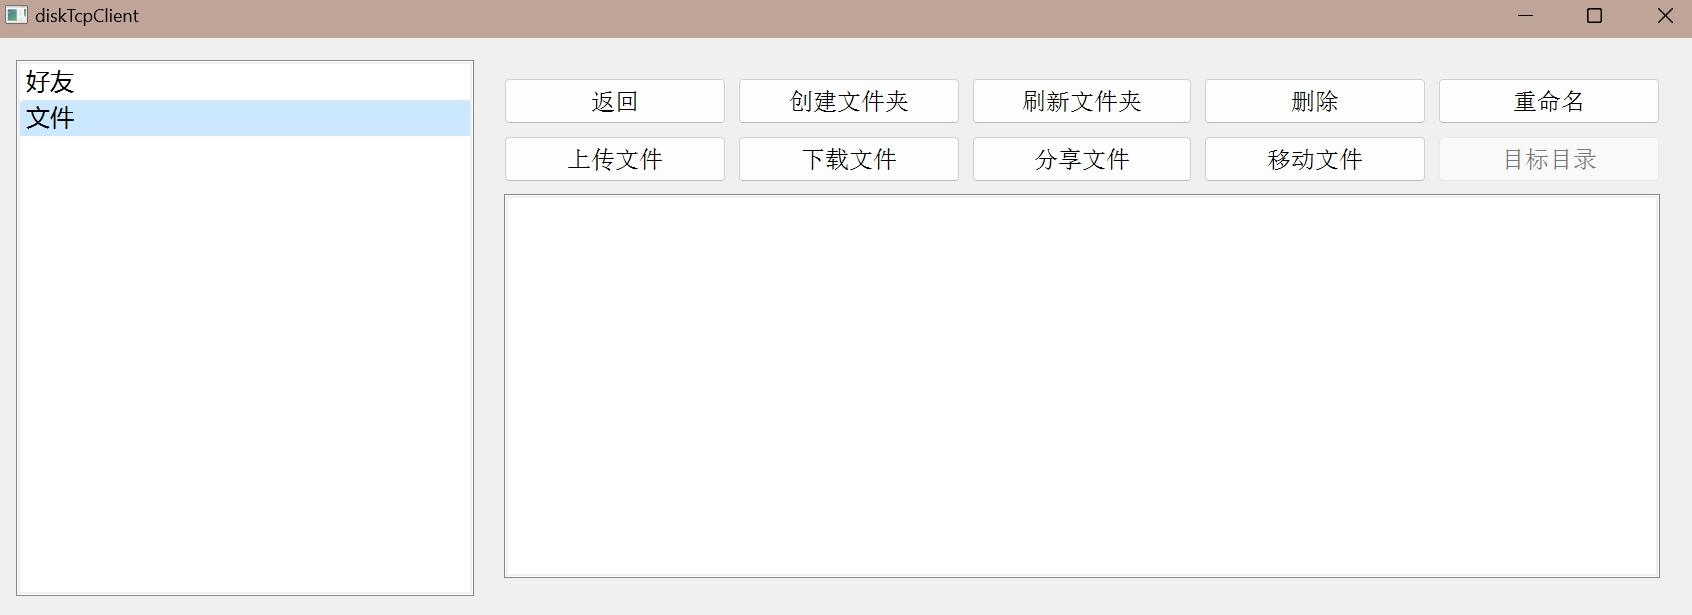 diskTcpClient
好友
文件
返回 创建文件夹 刷新文件夹 删除 重命名
上传文件 下载文件 分享文件 移动文件 目标目录